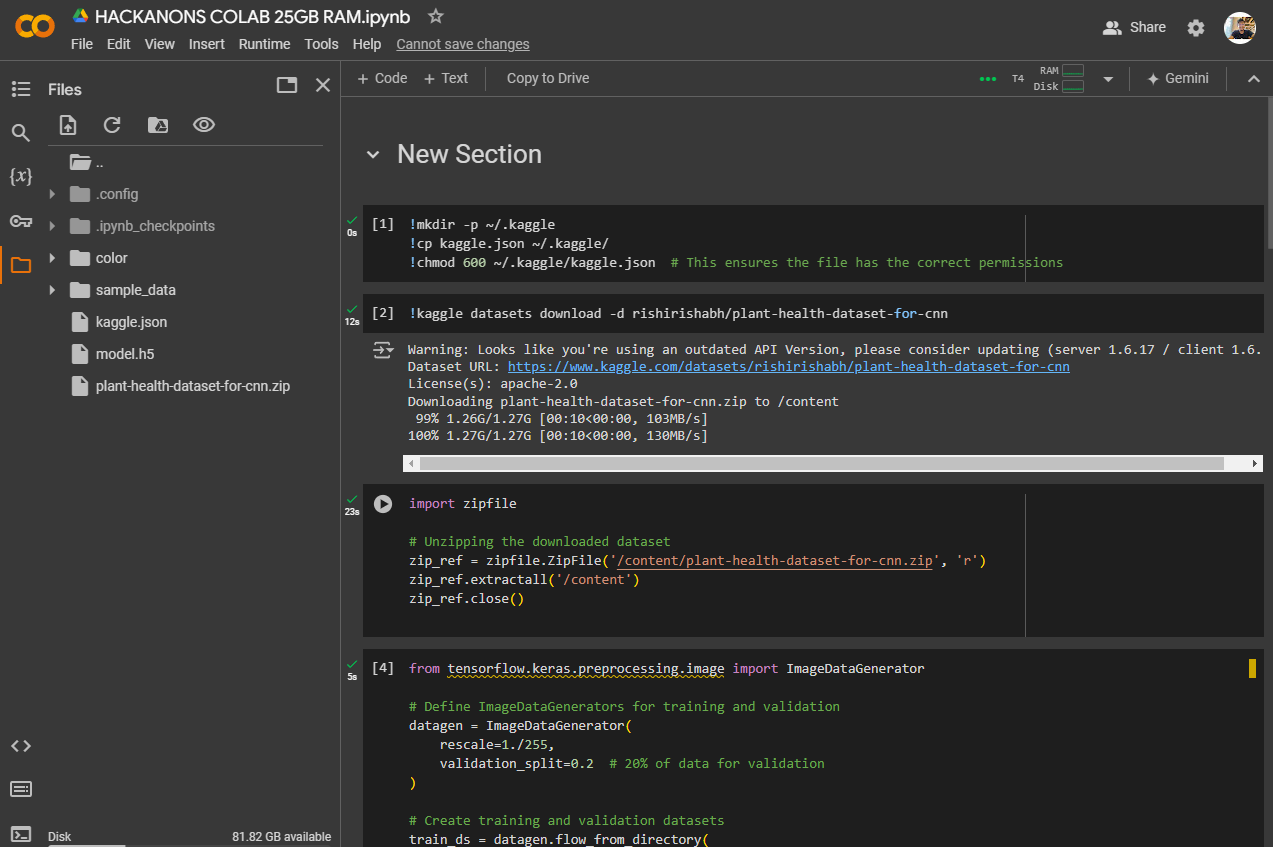 HACKANONS COLAB 25GB RAM.ipynb
File Edit View Insert Runtime Tools Help Cannot save changes
Share
Files
+ Code + Text Copy to Drive
T4 RAM Disk
Gemini
..
.config
.ipynb_checkpoints
color
sample_data
kaggle.json
model.h5
plant-health-dataset-for-cnn.zip
Disk 81.82 GB available
{x}
New Section
0s
[1] !mkdir -p ~/.kaggle
!cp kaggle.json ~/.kaggle/
!chmod 600 ~/.kaggle/kaggle.json  # This ensures the file has the correct permissions
12s
[2] !kaggle datasets download -d rishirishabh/plant-health-dataset-for-cnn
Warning: Looks like you're using an outdated API Version, please consider updating (server 1.6.17 / client 1.6.
Dataset URL: https://www.kaggle.com/datasets/rishirishabh/plant-health-dataset-for-cnn
License(s): apache-2.0
Downloading plant-health-dataset-for-cnn.zip to /content
 99% 1.26G/1.27G [00:10<00:00, 103MB/s]
100% 1.27G/1.27G [00:10<00:00, 130MB/s]
23s
import zipfile
# Unzipping the downloaded dataset
zip_ref = zipfile.ZipFile('/content/plant-health-dataset-for-cnn.zip', 'r')
zip_ref.extractall('/content')
zip_ref.close()
5s
[4] from tensorflow.keras.preprocessing.image import ImageDataGenerator
# Define ImageDataGenerators for training and validation
datagen = ImageDataGenerator(
    rescale=1./255,
    validation_split=0.2  # 20% of data for validation
)
# Create training and validation datasets
train_ds = datagen.flow_from_directory(